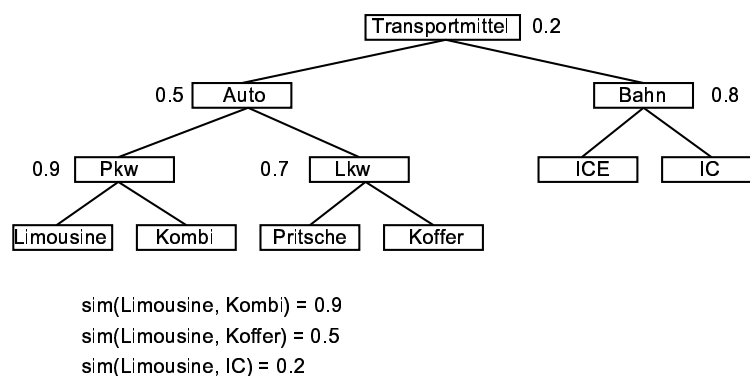 Transportmittel 0.2
0.5 Auto Bahn 0.8
0.9 Pkw 0.7 Lkw ICE IC
Limousine Kombi Pritsche Koffer
sim(Limousine, Kombi) = 0.9
sim(Limousine, Koffer) = 0.5
sim(Limousine, IC) = 0.2